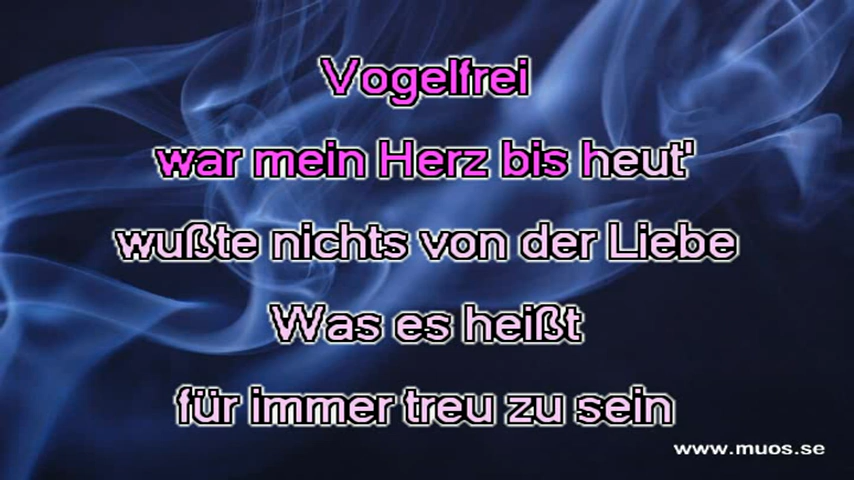 Vogelfrei
war mein Herz bis heut'
wußte nichts von der Liebe
Was es heißt
für immer treu zu sein
www.muos.se